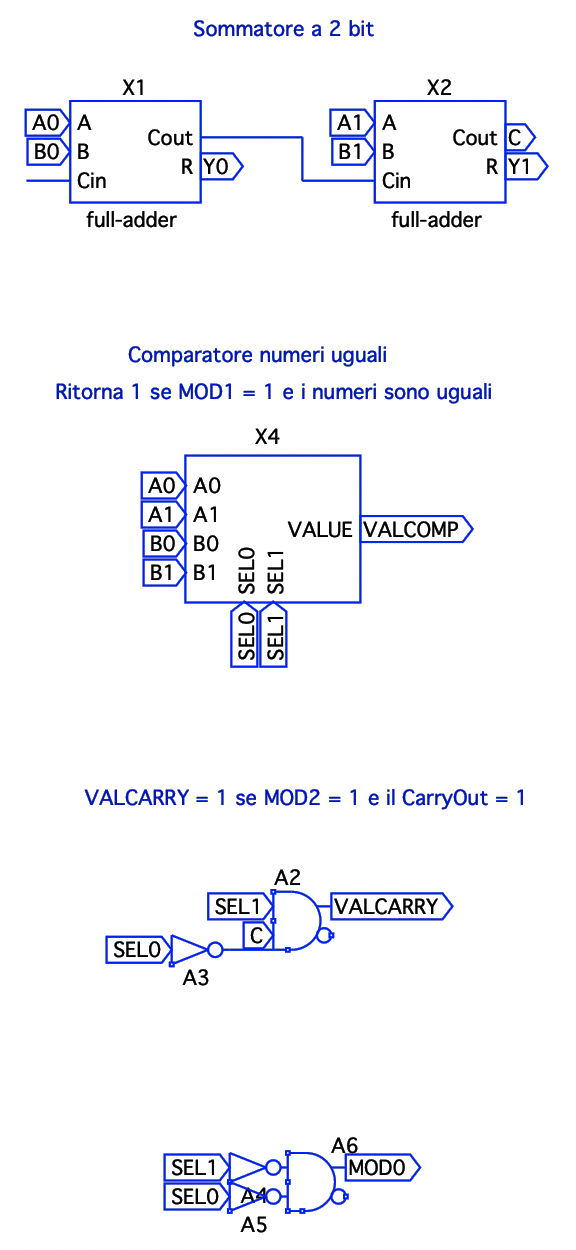 Sommatore a 2 bit
X1 X2
A0 A Cout A1 A Cout C
B0 B R Y0 B1 B R Y1
Cin Cin
full-adder full-adder
Comparatore numeri uguali
Ritorna 1 se MOD1 = 1 e i numeri sono uguali
X4
A0 A0
A1 A1
B0 B0 VALUE VALCOMP
B1 B1
SEL0 SEL1
SEL0 SEL1
VALCARRY = 1 se MOD2 = 1 e il CarryOut = 1
A2
SEL1 VALCARRY
C
SEL0
A3
A6
SEL1 MOD0
SEL0 A4
A5